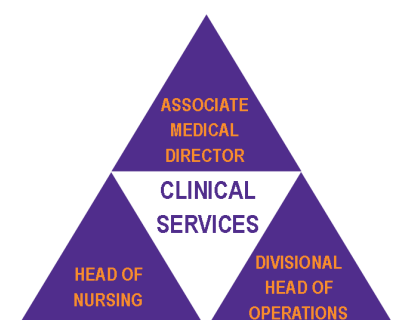 ASSOCIATE
MEDICAL
DIRECTOR
CLINICAL
SERVICES
HEAD OF
NURSING
DIVISIONAL
HEAD OF
OPERATIONS